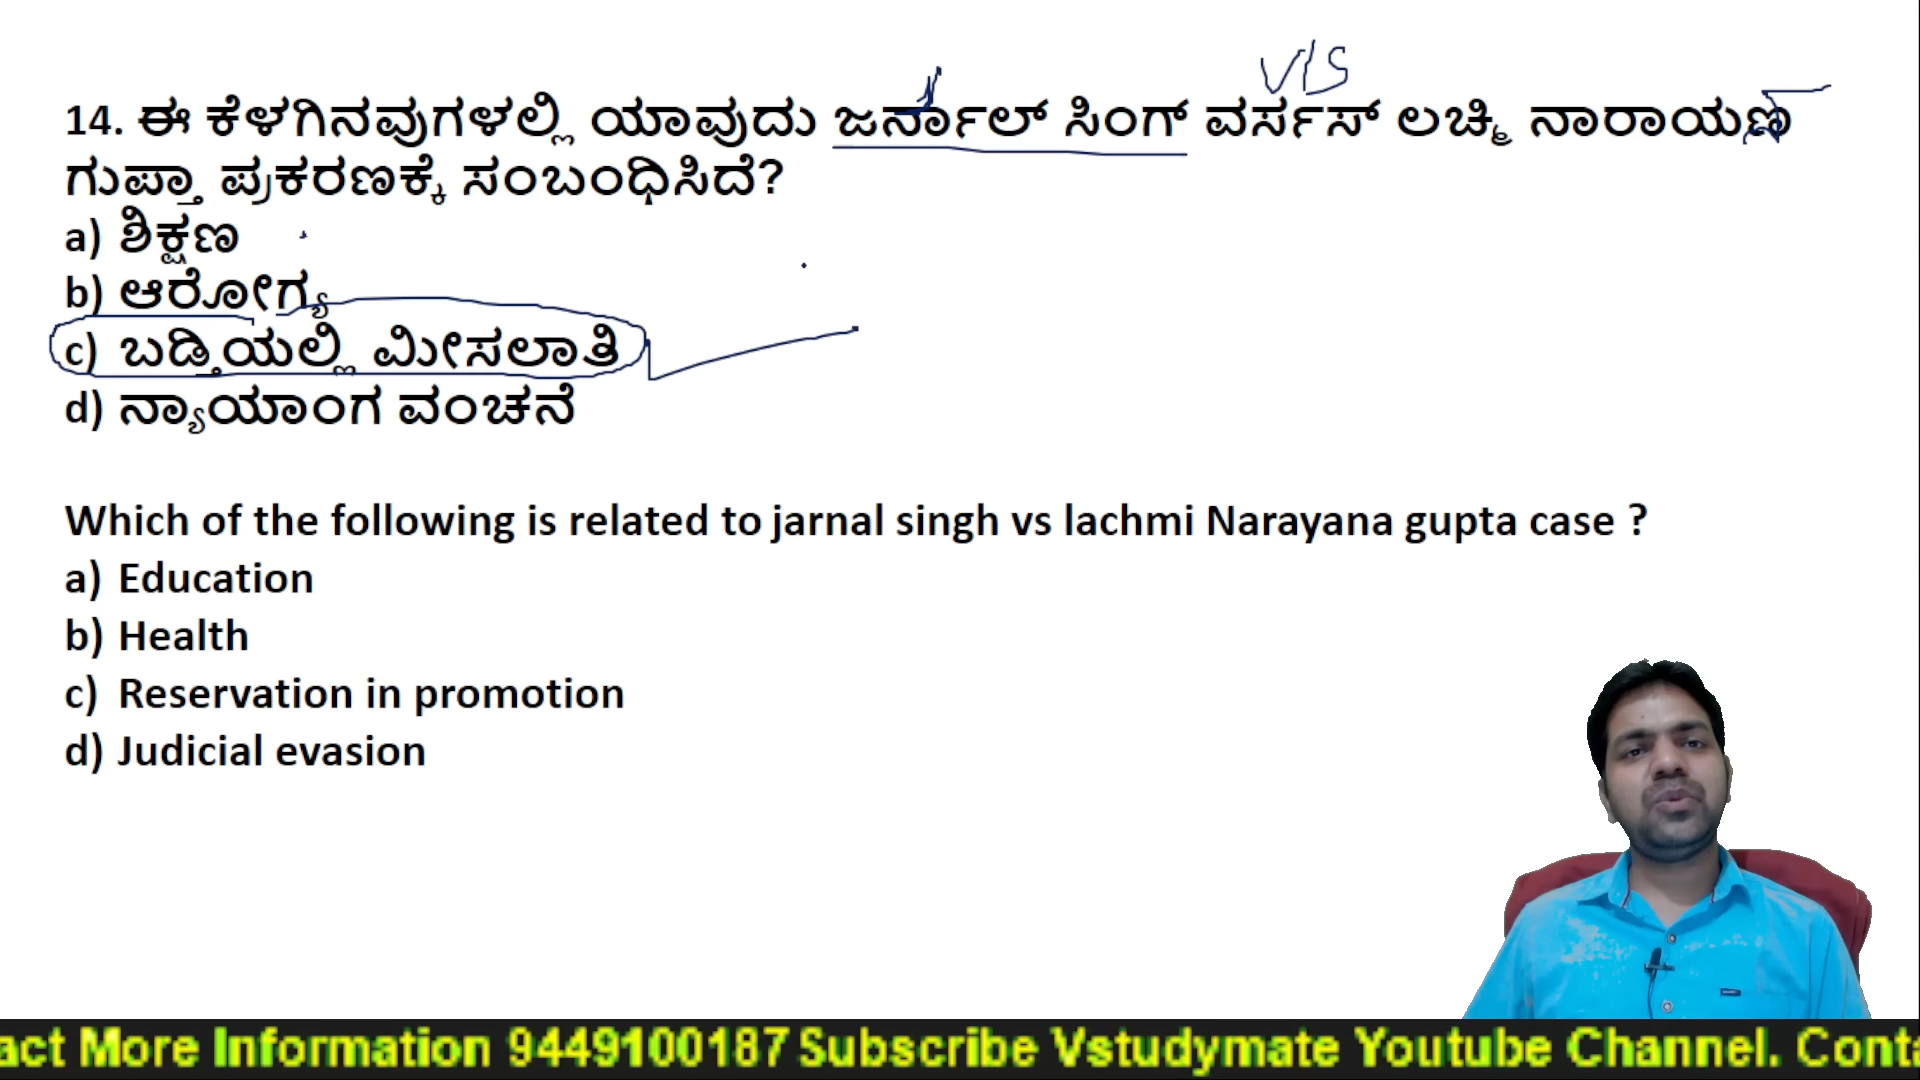 V/S
14. ಈ ಕೆಳಗಿನವುಗಳಲ್ಲಿ ಯಾವುದು ಜರ್ನಾಲ್ ಸಿಂಗ್ ವರ್ಸಸ್ ಲಚ್ಮಿ ನಾರಾಯಣ
ಗುಪ್ತಾ ಪ್ರಕರಣಕ್ಕೆ ಸಂಬಂಧಿಸಿದೆ?
a) ಶಿಕ್ಷಣ
b) ಆರೋಗ್ಯ
c) ಬಡ್ತಿಯಲ್ಲಿ ಮೀಸಲಾತಿ
d) ನ್ಯಾಯಾಂಗ ವಂಚನೆ
Which of the following is related to jarnal singh vs lachmi Narayana gupta case ?
a) Education
b) Health
c) Reservation in promotion
d) Judicial evasion
act More Information 9449100187 Subscribe Vstudymate Youtube Channel. Conta